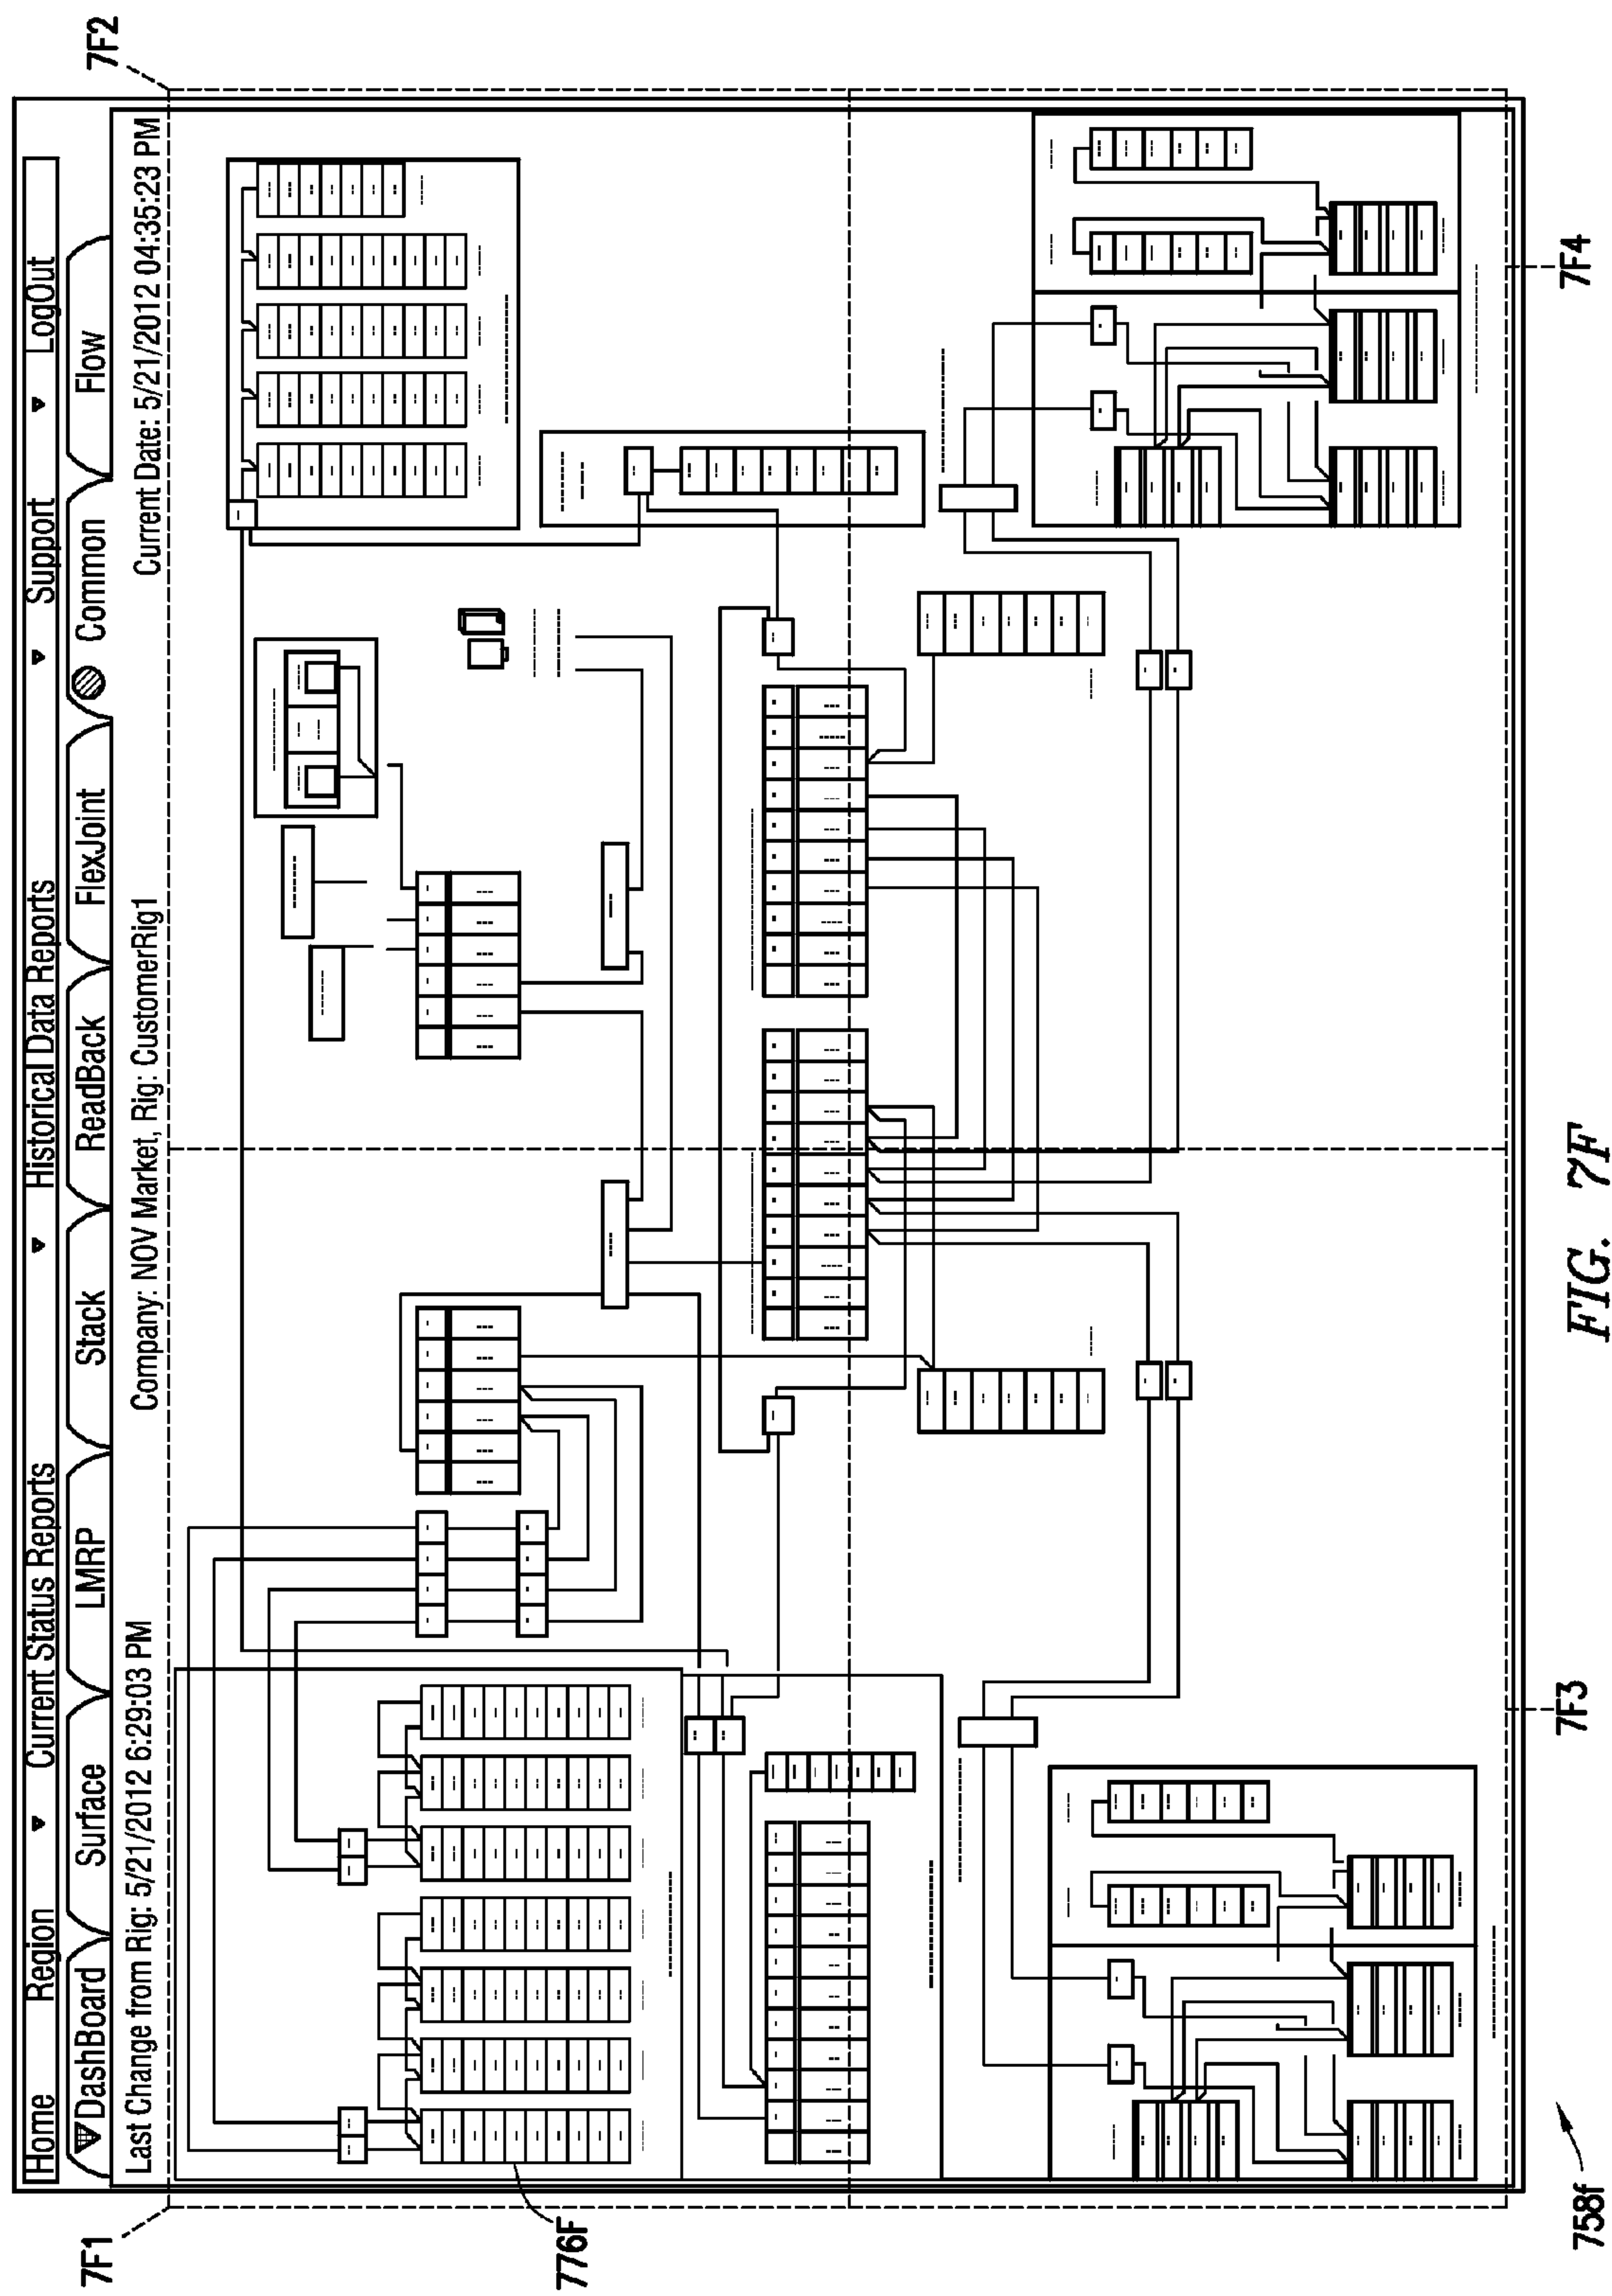 Home Region Current Status Reports Historical Data Reports Support LogOut
DashBoard Surface LMRP Stack ReadBack FlexJoint Common Flow
Last Change from Rig: 5/21/2012 6:29:03 PM Company: NOV Market, Rig: CustomerRig1 Current Date: 5/21/2012 04:35:23 PM
7F1
7F2
776F
7F3
7F4
758f
FIG. 7F